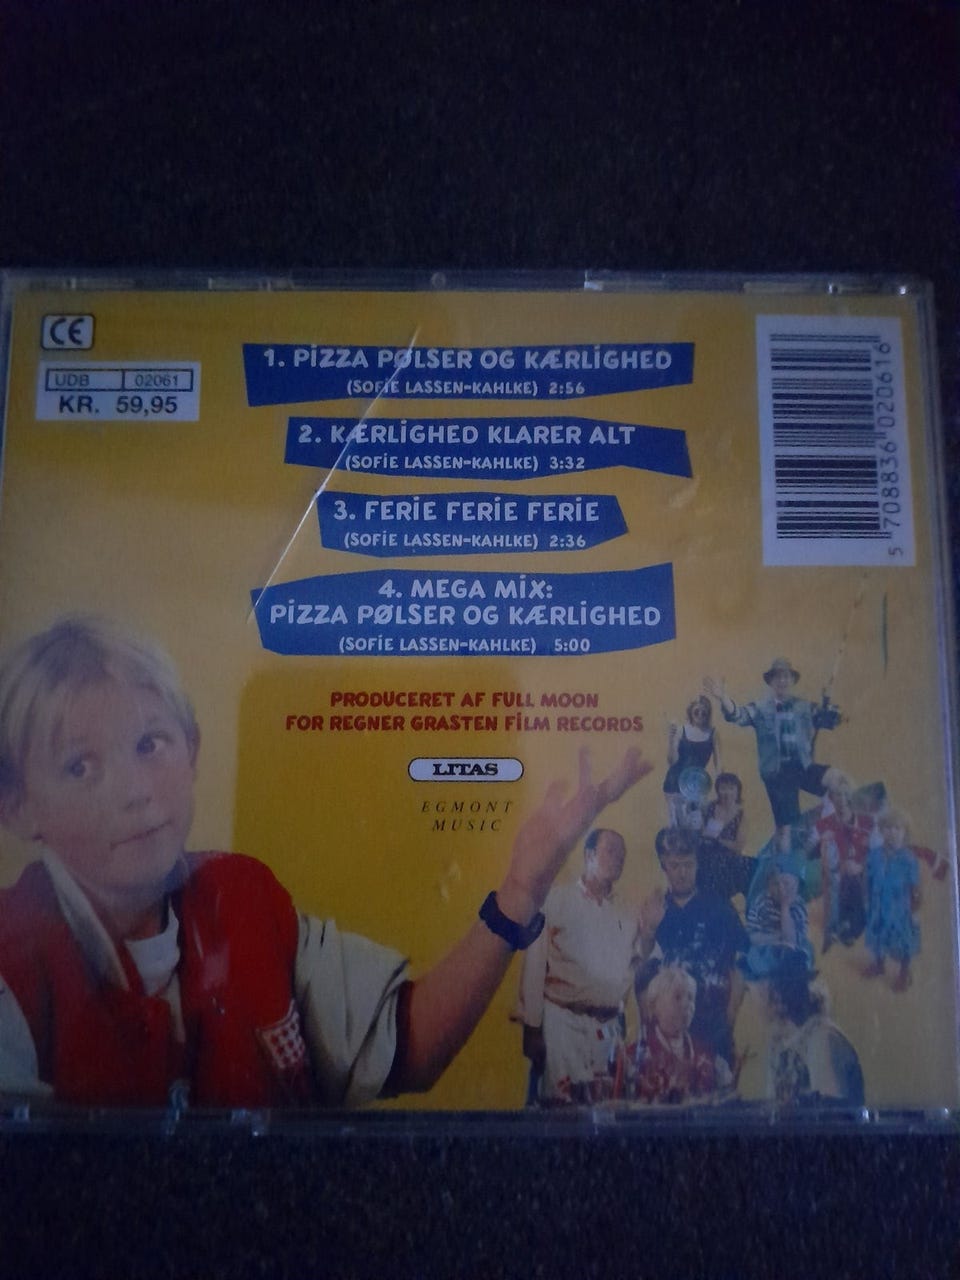 CE
UDB 02061
KR. 59,95
1. PiZZA PØLSER OG KÆRLiGHED
(SOFiE LASSEN-KAHLKE) 2:56
2. KÆRLiGHED KLARER ALT
(SOFiE LASSEN-KAHLKE) 3:32
3. FERiE FERiE FERiE
(SOFiE LASSEN-KAHLKE) 2:36
4. MEGA MiX:
PiZZA PØLSER OG KÆRLiGHED
(SOFiE LASSEN-KAHLKE) 5:00
PRODUCERET AF FULL MOON
FOR REGNER GRASTEN FiLM RECORDS
LITAS
EGMONT
MUSIC
5 708836 020616